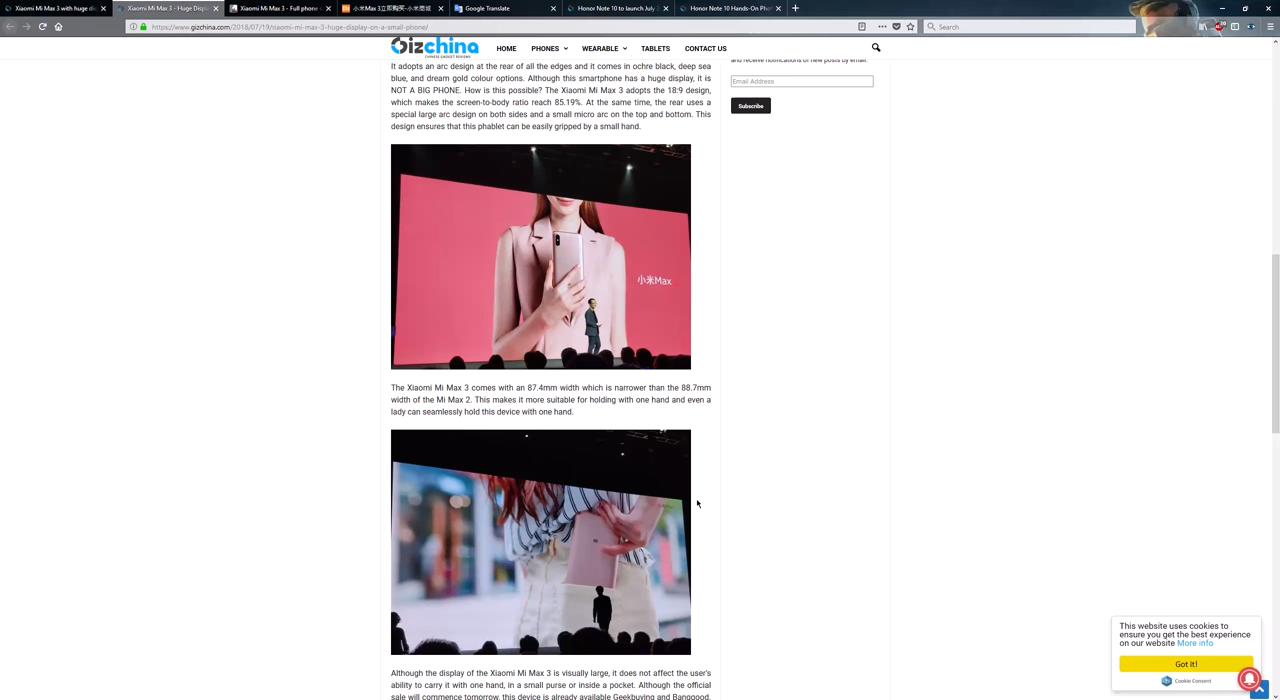 Xiaomi Mi Max 3 with huge di
Xiaomi Mi Max 3 - Huge Displ
Xiaomi Mi Max 3 - Full phone
小米Max 3立即购买-小米商城
Google Translate
Honor Note 10 to launch July
Honor Note 10 Hands-On Pho
https://www.gizchina.com/2018/07/19/xiaomi-mi-max-3-huge-display-on-a-small-phone/
Search
Gizchina
CHINESE GADGET REVIEWS
HOME
PHONES
WEARABLE
TABLETS
CONTACT US
It adopts an arc design at the rear of all the edges and it comes in ochre black, deep sea
blue, and dream gold colour options. Although this smartphone has a huge display, it is
NOT A BIG PHONE. How is this possible? The Xiaomi Mi Max 3 adopts the 18:9 design,
which makes the screen-to-body ratio reach 85.19%. At the same time, the rear uses a
special large arc design on both sides and a small micro arc on the top and bottom. This
design ensures that this phablet can be easily gripped by a small hand.
and receive notifications of new posts by email.
Email Address
Subscribe
小米Max
The Xiaomi Mi Max 3 comes with an 87.4mm width which is narrower than the 88.7mm
width of the Mi Max 2. This makes it more suitable for holding with one hand and even a
lady can seamlessly hold this device with one hand.
Although the display of the Xiaomi Mi Max 3 is visually large, it does not affect the user's
ability to carry it with one hand, in a small purse or inside a pocket. Although the official
sale will commence tomorrow, this device is already available Geekbuying and Banggood.
This website uses cookies to
ensure you get the best experience
on our website More info
Got it!
Cookie Consent